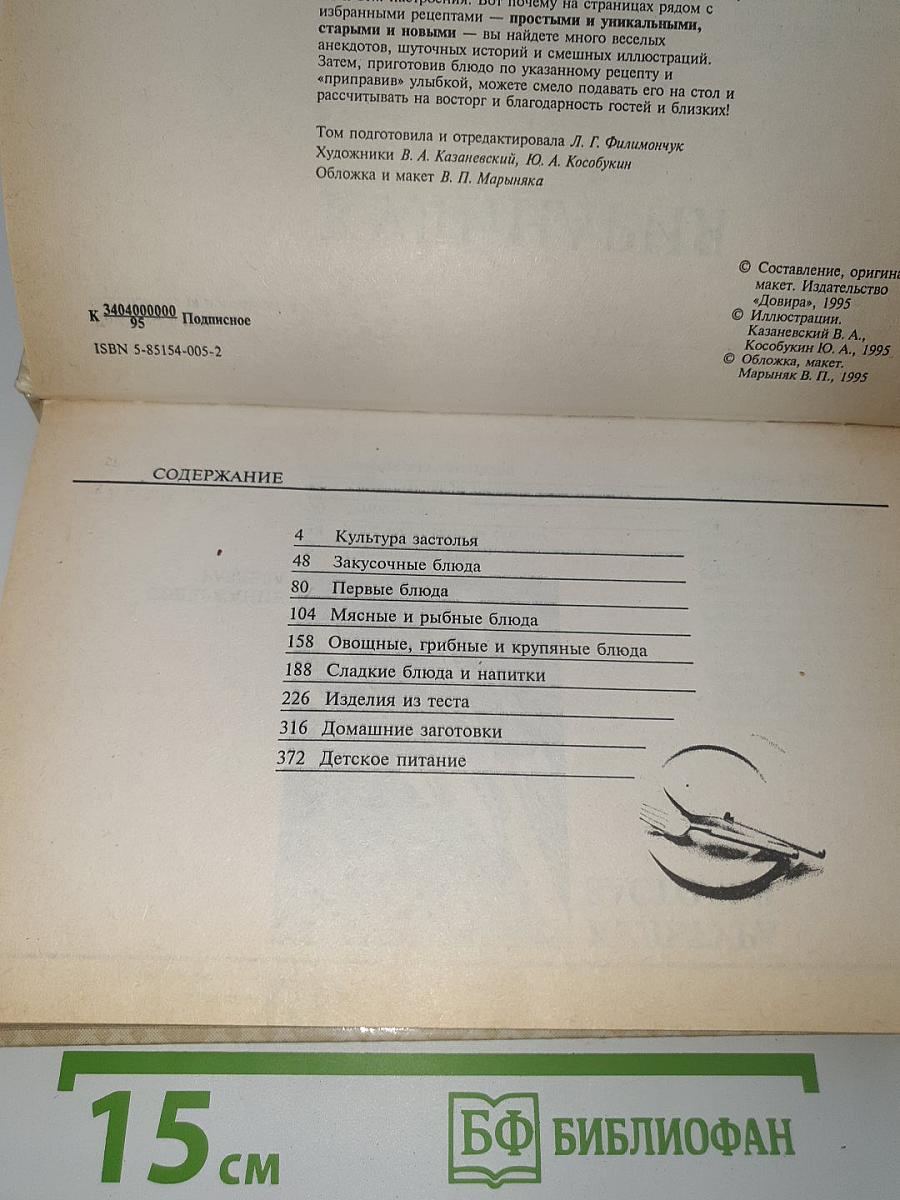 настроения. Вот почему на страницах рядом с
избранными рецептами — простыми и уникальными,
старыми и новыми — вы найдете много веселых
анекдотов, шуточных историй и смешных иллюстраций.
Затем, приготовив блюдо по указанному рецепту и
«приправив» улыбкой, можете смело подавать его на стол и
рассчитывать на восторг и благодарность гостей и близких!
Том подготовила и отредактировала Л. Г. Филимончук
Художники В. А. Казаневский, Ю. А. Кособукин
Обложка и макет В. П. Марыняка
К 3404000000 Подписное
95
ISBN 5-85154-005-2
© Составление, оригина
макет. Издательство
«Довира», 1995
© Иллюстрации.
Казаневский В. А.,
Кособукин Ю. А., 1995
© Обложка, макет.
Марыняк В. П., 1995
СОДЕРЖАНИЕ
4 Культура застолья
48 Закусочные блюда
80 Первые блюда
104 Мясные и рыбные блюда
158 Овощные, грибные и крупяные блюда
188 Сладкие блюда и напитки
226 Изделия из теста
316 Домашние заготовки
372 Детское питание
15 см
БФ БИБЛИОФАН